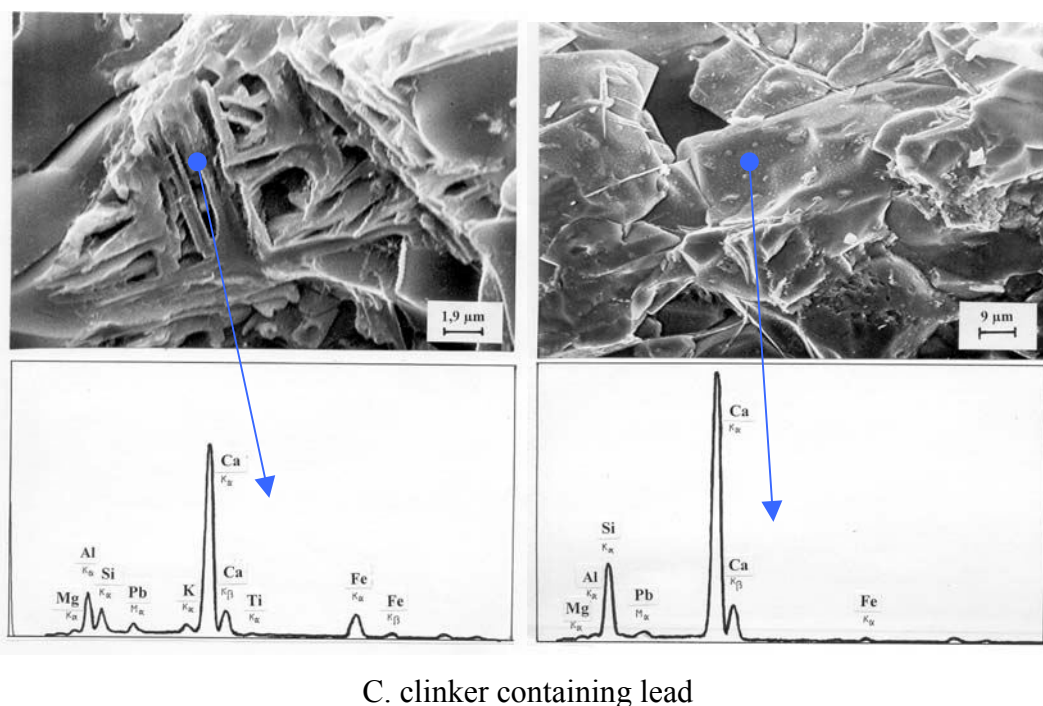 1,9 µm
9 µm
Ca
Kα
Al
Kα
Si
Kα
Mg
Kα
Pb
Mα
K
Kα
Ca
Kβ
Ti
Kα
Fe
Kα
Fe
Kβ
Ca
Kα
Si
Kα
Al
Kα
Mg
Kα
Pb
Mα
Ca
Kβ
Fe
Kα
C. clinker containing lead